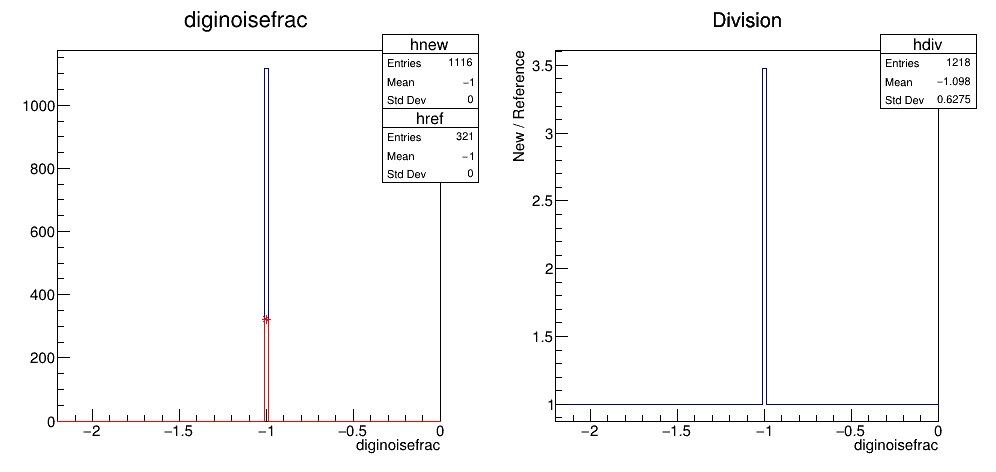 diginoisefrac
hnew
Entries 1116
Mean −1
Std Dev 0
href
Entries 321
Mean −1
Std Dev 0
1000
800
600
400
200
0
−2 −1.5 −1 −0.5 0
diginoisefrac
Division
hdiv
Entries 1218
Mean −1.098
Std Dev 0.6275
New / Reference
3.5
3
2.5
2
1.5
1
−2 −1.5 −1 −0.5 0
diginoisefrac